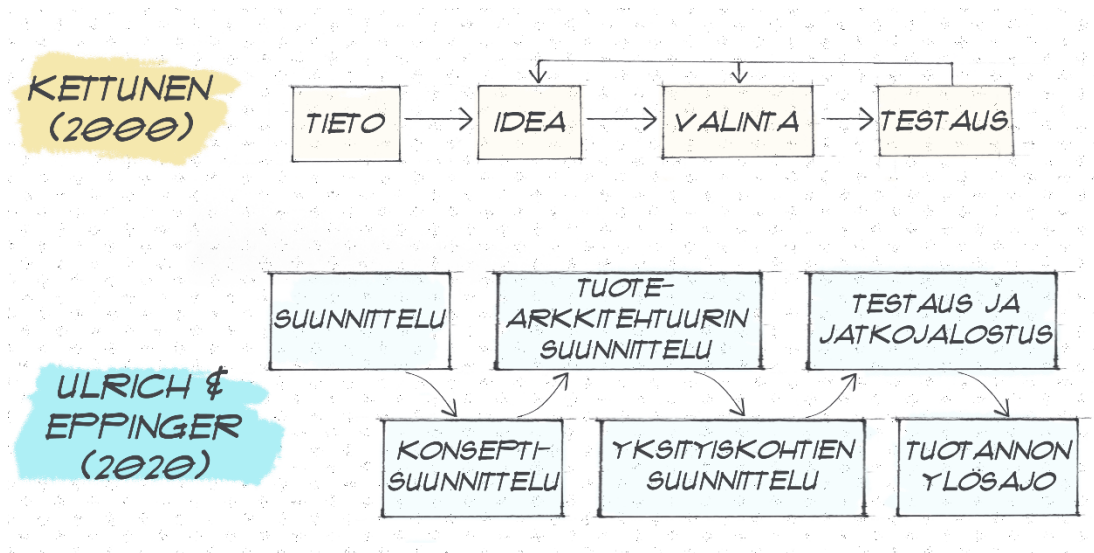 KETTUNEN
(2000)
TIETO
IDEA
VALINTA
TESTAUS
ULRICH &
EPPINGER
(2020)
SUUNNITTELU
KONSEPTI-
SUUNNITTELU
TUOTE-
ARKKITEHTUURIN
SUUNNITTELU
YKSITYISKOHTIEN
SUUNNITTELU
TESTAUS JA
JATKOJALOSTUS
TUOTANNON
YLÖSAJO